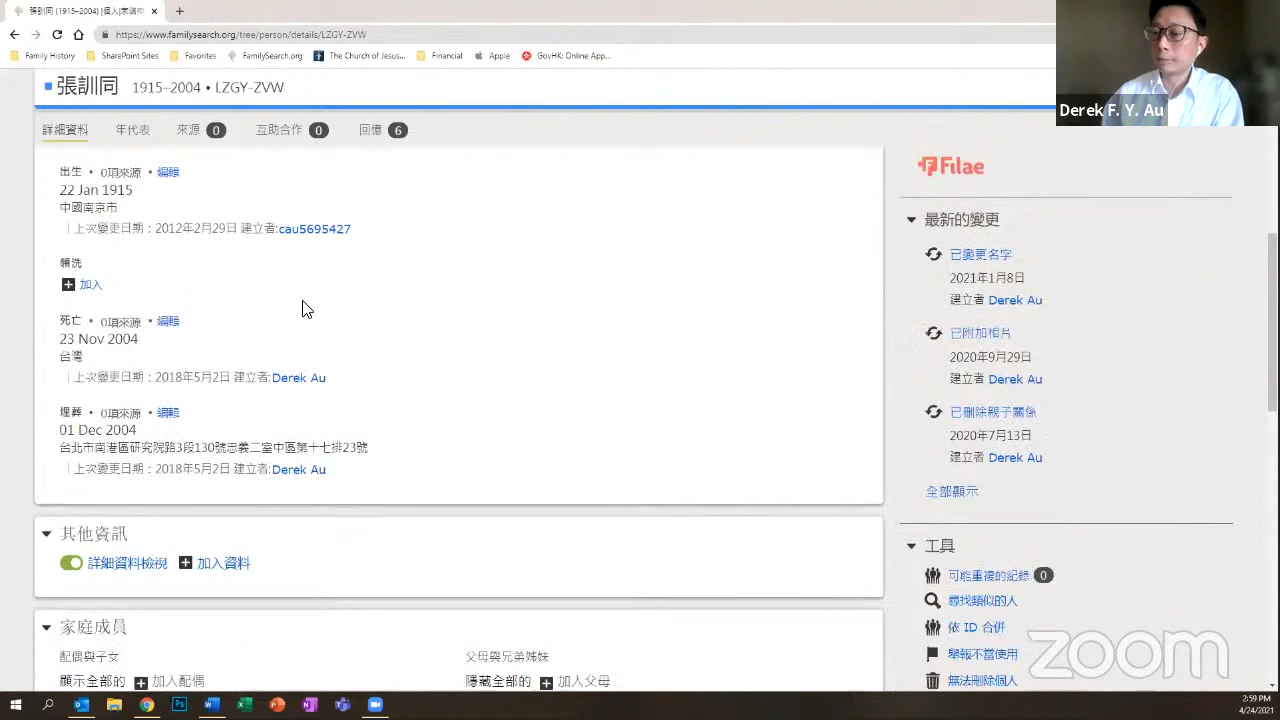 張訓同 (1915–2004) |個人|家譜樹
https://www.familysearch.org/tree/person/details/LZGY-ZVW
Family History
SharePoint Sites
Favorites
FamilySearch.org
The Church of Jesus...
Financial
Apple
GovHK: Online App...
Derek F. Y. Au
張訓同 1915–2004 • LZGY-ZVW
詳細資料
年代表
來源 0
互助合作 0
回憶 6
出生 • 0項來源 • 編輯
22 Jan 1915
中國南京市
上次變更日期：2012年2月29日 建立者:cau5695427
領洗
加入
死亡 • 0項來源 • 編輯
23 Nov 2004
台灣
上次變更日期：2018年5月2日 建立者:Derek Au
埋葬 • 0項來源 • 編輯
01 Dec 2004
台北市南港區研究院路3段130號忠義二室中區第十七排23號
上次變更日期：2018年5月2日 建立者:Derek Au
其他資訊
詳細資料檢視 加入資料
家庭成員
配偶與子女
父母與兄弟姊妹
顯示全部的 加入配偶
隱藏全部的 加入父母
Filae
最新的變更
已變更名字
2021年1月8日
建立者 Derek Au
已附加相片
2020年9月29日
建立者 Derek Au
已刪除親子關係
2020年7月13日
建立者 Derek Au
全部顯示
工具
可能重複的紀錄 0
尋找類似的人
依 ID 合併
舉報不當使用
無法刪除個人
zoom
2:59 PM
4/24/2021